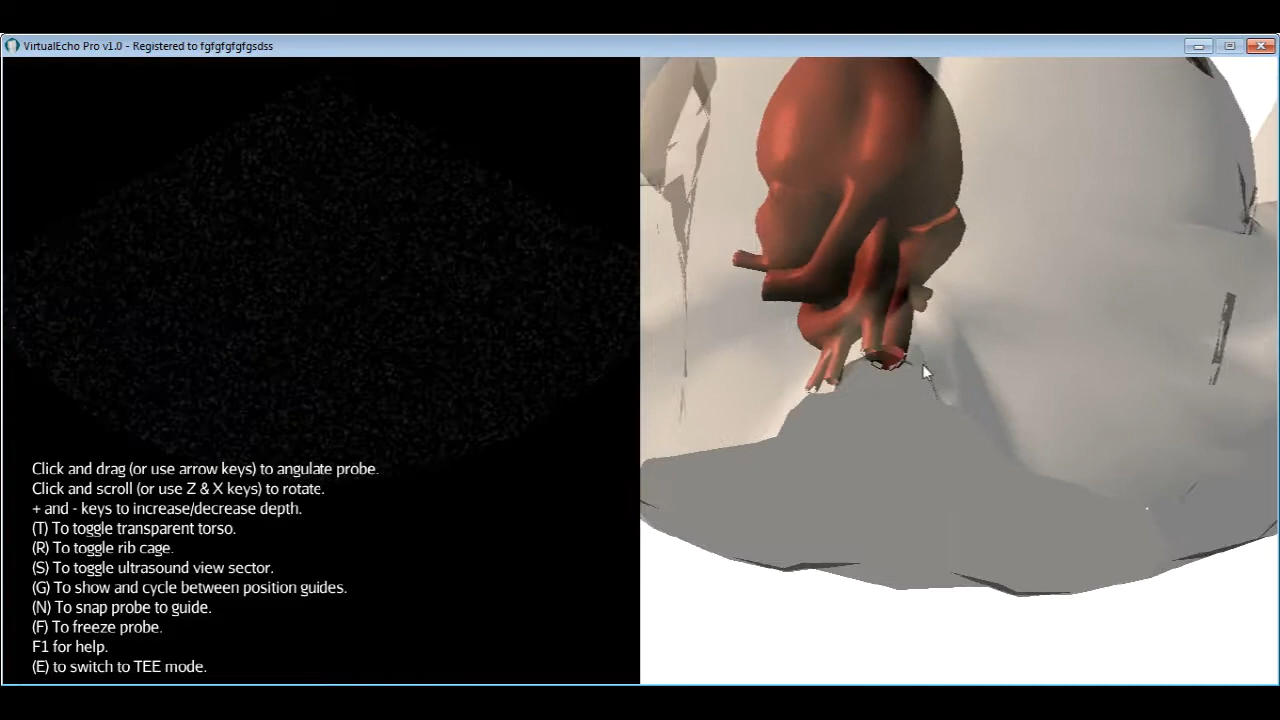 VirtualEcho Pro v1.0 - Registered to fgfgfgfgfgsdss
Click and drag (or use arrow keys) to angulate probe.
Click and scroll (or use Z & X keys) to rotate.
+ and - keys to increase/decrease depth.
(T) To toggle transparent torso.
(R) To toggle rib cage.
(S) To toggle ultrasound view sector.
(G) To show and cycle between position guides.
(N) To snap probe to guide.
(F) To freeze probe.
F1 for help.
(E) to switch to TEE mode.